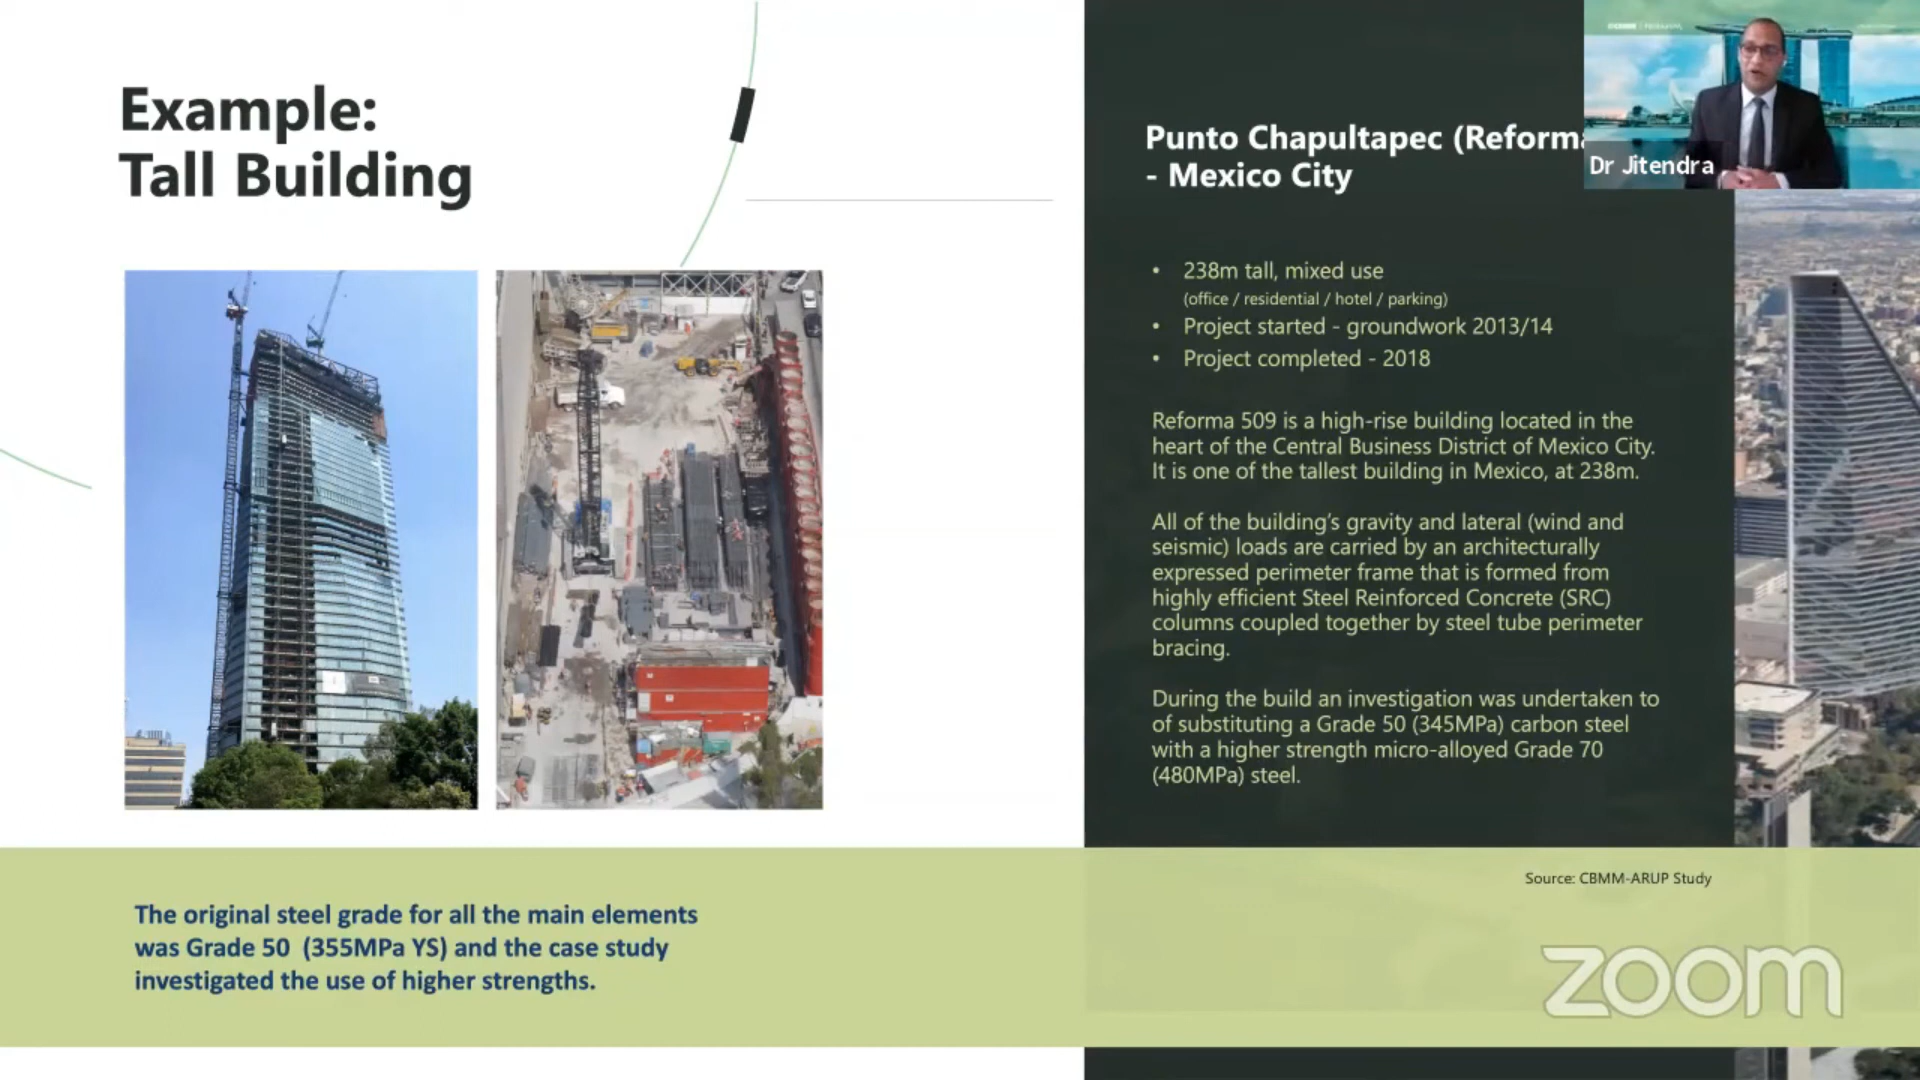 Example:
Tall Building
Punto Chapultapec (Reforma
- Mexico City
Dr Jitendra
• 238m tall, mixed use
(office / residential / hotel / parking)
• Project started - groundwork 2013/14
• Project completed - 2018
Reforma 509 is a high-rise building located in the
heart of the Central Business District of Mexico City.
It is one of the tallest building in Mexico, at 238m.
All of the building's gravity and lateral (wind and
seismic) loads are carried by an architecturally
expressed perimeter frame that is formed from
highly efficient Steel Reinforced Concrete (SRC)
columns coupled together by steel tube perimeter
bracing.
During the build an investigation was undertaken to
of substituting a Grade 50 (345MPa) carbon steel
with a higher strength micro-alloyed Grade 70
(480MPa) steel.
Source: CBMM-ARUP Study
The original steel grade for all the main elements
was Grade 50 (355MPa YS) and the case study
investigated the use of higher strengths.
zoom